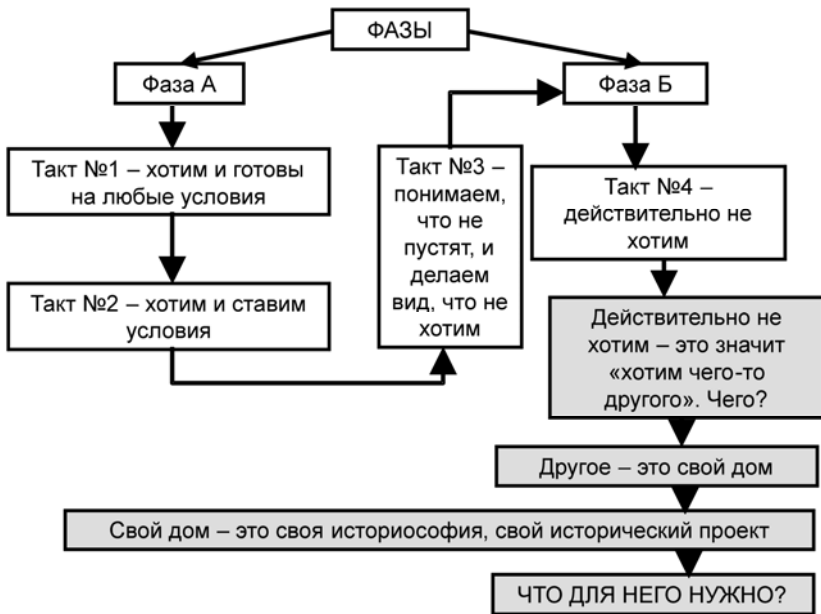 ФАЗЫ
Фаза А
Фаза Б
Такт №1 – хотим и готовы
на любые условия
Такт №2 – хотим и ставим
условия
Такт №3 –
понимаем,
что не
пустят, и
делаем
вид, что не
хотим
Такт №4 –
действительно не
хотим
Действительно не
хотим – это значит
«хотим чего-то
другого». Чего?
Другое – это свой дом
Свой дом – это своя историософия, свой исторический проект
ЧТО ДЛЯ НЕГО НУЖНО?